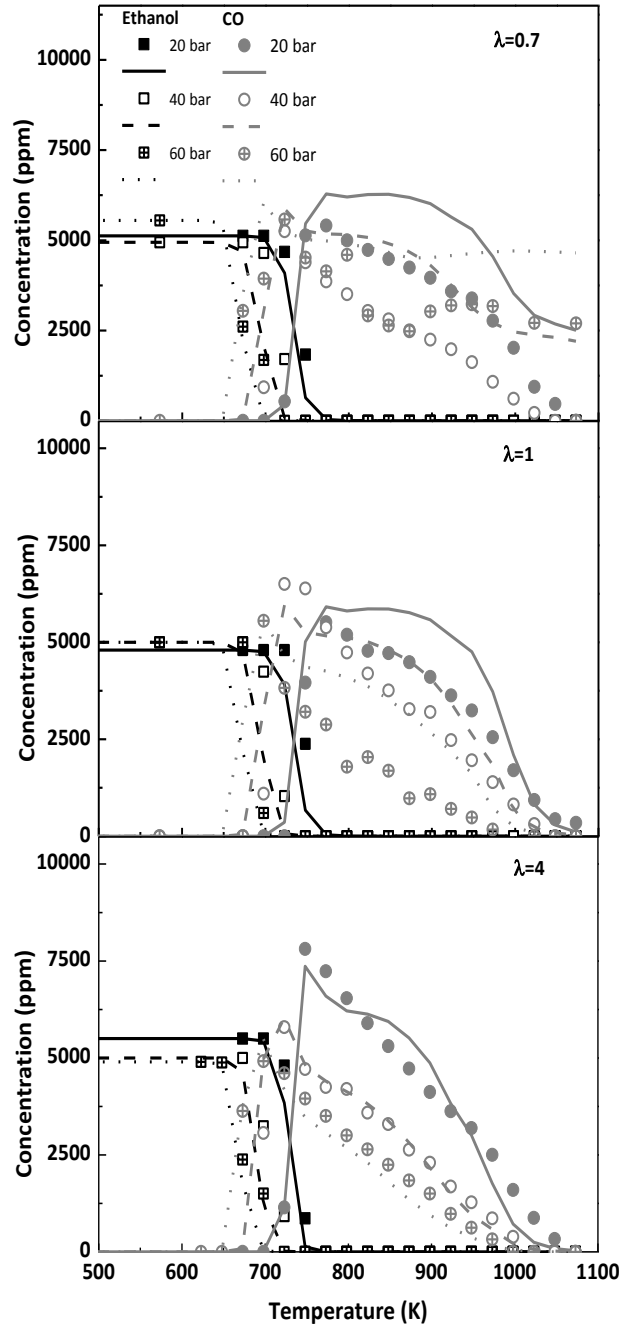 Ethanol CO
20 bar 20 bar
40 bar 40 bar
60 bar 60 bar
λ=0.7
10000
7500
5000
2500
0
Concentration (ppm)
λ=1
10000
7500
5000
2500
0
Concentration (ppm)
λ=4
10000
7500
5000
2500
0
Concentration (ppm)
500 600 700 800 900 1000 1100
Temperature (K)